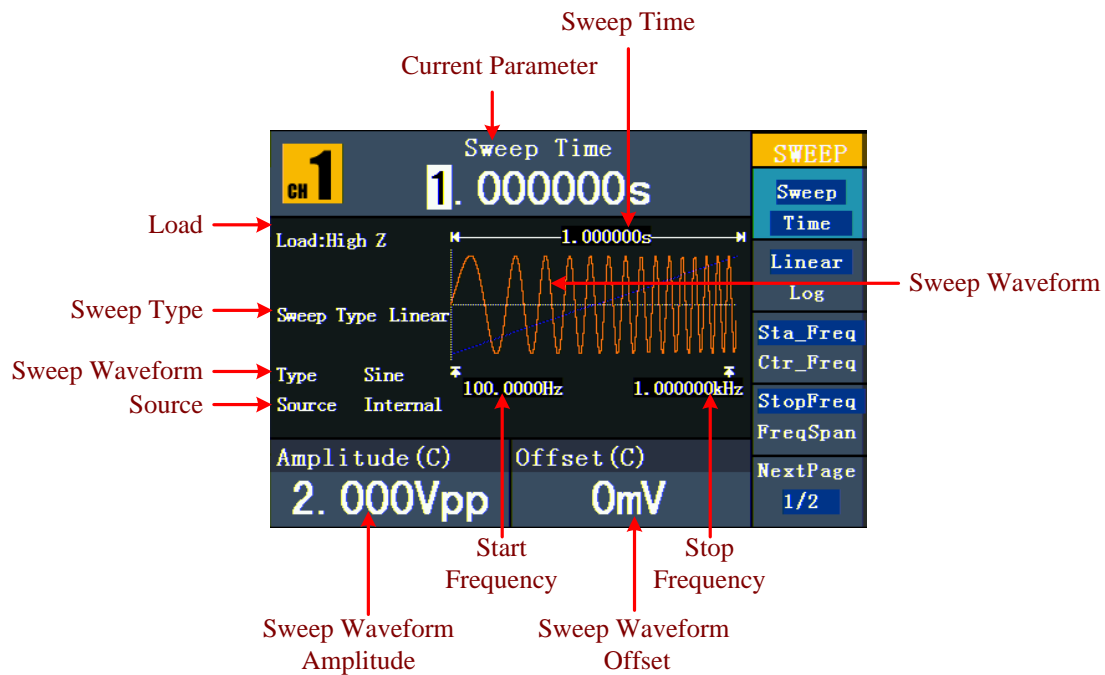 Sweep Time
Current Parameter
CH 1
Sweep Time
1.000000s
SWEEP
Sweep
Time
Load
Load:High Z
1.000000s
Linear
Log
Sweep Waveform
Sweep Type
Sweep Type Linear
Sta_Freq
Ctr_Freq
Sweep Waveform
Type Sine
100.0000Hz
1.000000kHz
Source
Source Internal
StopFreq
FreqSpan
Amplitude(C)
Offset(C)
NextPage
1/2
2.000Vpp
0mV
Start
Frequency
Stop
Frequency
Sweep Waveform
Amplitude
Sweep Waveform
Offset